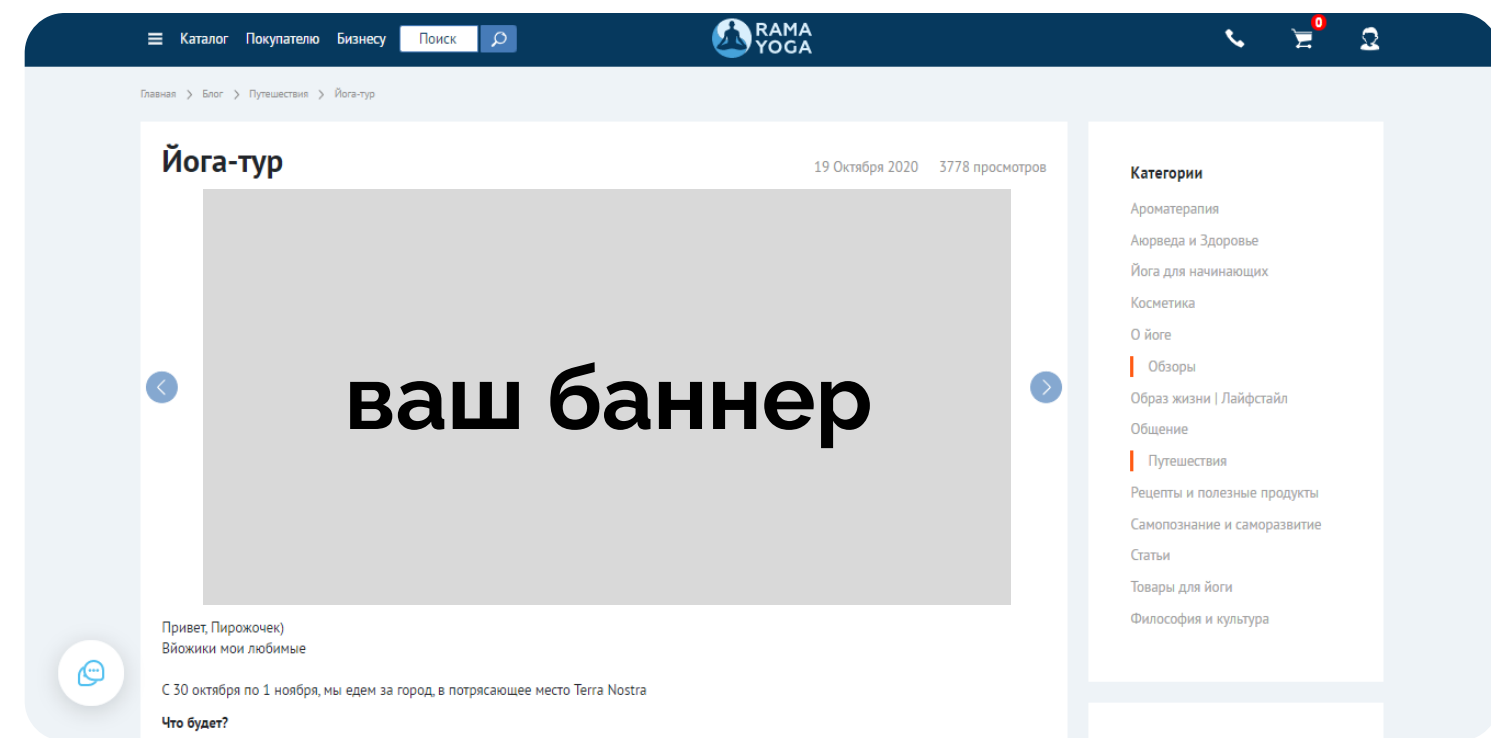 Каталог Покупателю Бизнесу Поиск
RAMA
YOGA
0
Главная > Блог > Путешествия > Йога-тур
Йога-тур
19 Октября 2020 3778 просмотров
ваш баннер
Привет, Пирожочек)
Вйожики мои любимые
С 30 октября по 1 ноября, мы едем за город, в потрясающее место Terra Nostra
Что будет?
Категории
Ароматерапия
Аюрведа и Здоровье
Йога для начинающих
Косметика
О йоге
Обзоры
Образ жизни | Лайфстайл
Общение
Путешествия
Рецепты и полезные продукты
Самопознание и саморазвитие
Статьи
Товары для йоги
Философия и культура